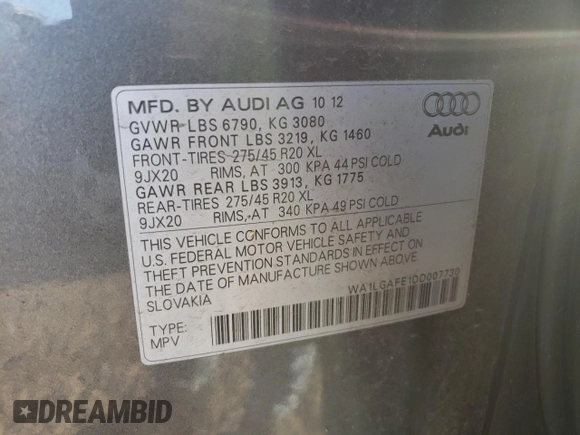 MFD. BY AUDI AG 10 12
GVWR LBS 6790, KG 3080
GAWR FRONT LBS 3219, KG 1460
FRONT-TIRES 275/45 R20 XL
9JX20 RIMS, AT 300 KPA 44 PSI COLD
GAWR REAR LBS 3913, KG 1775
REAR-TIRES 275/45 R20 XL
9JX20 RIMS, AT 340 KPA 49 PSI COLD
Audi
THIS VEHICLE CONFORMS TO ALL APPLICABLE
U.S. FEDERAL MOTOR VEHICLE SAFETY AND
THEFT PREVENTION STANDARDS IN EFFECT ON
THE DATE OF MANUFACTURE SHOWN ABOVE.
SLOVAKIA
WA1LGAFE1DD007730
TYPE:
MPV
DREAMBID